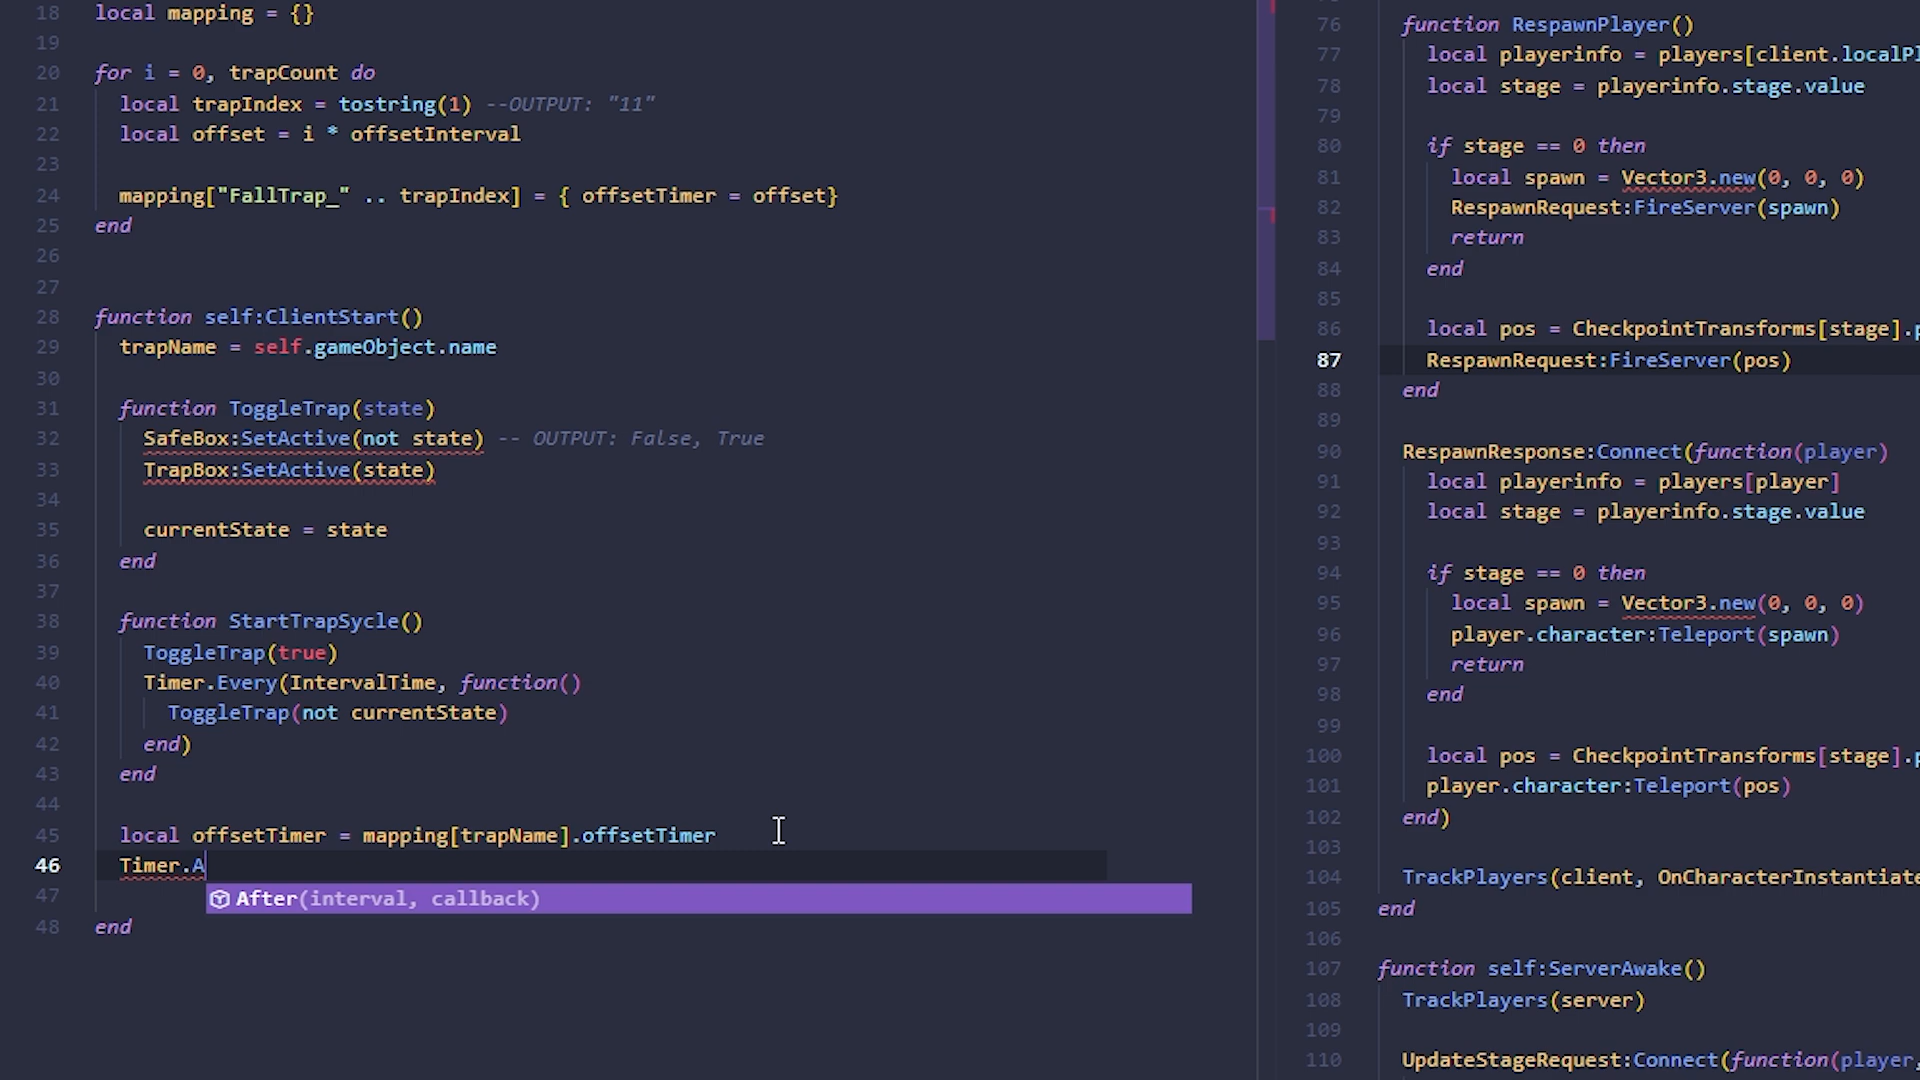 18 local mapping = {}
19
20 for i = 0, trapCount do
21 local trapIndex = tostring(1) --OUTPUT: "11"
22 local offset = i * offsetInterval
23
24 mapping["FallTrap_" .. trapIndex] = { offsetTimer = offset}
25 end
26
27
28 function self:ClientStart()
29 trapName = self.gameObject.name
30
31 function ToggleTrap(state)
32 SafeBox:SetActive(not state) -- OUTPUT: False, True
33 TrapBox:SetActive(state)
34
35 currentState = state
36 end
37
38 function StartTrapSycle()
39 ToggleTrap(true)
40 Timer.Every(IntervalTime, function()
41 ToggleTrap(not currentState)
42 end)
43 end
44
45 local offsetTimer = mapping[trapName].offsetTimer
46 Timer.A
47 After(interval, callback)
48 end
76 function RespawnPlayer()
77 local playerinfo = players[client.localPl
78 local stage = playerinfo.stage.value
79
80 if stage == 0 then
81 local spawn = Vector3.new(0, 0, 0)
82 RespawnRequest:FireServer(spawn)
83 return
84 end
85
86 local pos = CheckpointTransforms[stage].p
87 RespawnRequest:FireServer(pos)
88 end
89
90 RespawnResponse:Connect(function(player)
91 local playerinfo = players[player]
92 local stage = playerinfo.stage.value
93
94 if stage == 0 then
95 local spawn = Vector3.new(0, 0, 0)
96 player.character:Teleport(spawn)
97 return
98 end
99
100 local pos = CheckpointTransforms[stage].p
101 player.character:Teleport(pos)
102 end)
103
104 TrackPlayers(client, OnCharacterInstantiate
105 end
106
107 function self:ServerAwake()
108 TrackPlayers(server)
109
110 UpdateStageRequest:Connect(function(player,